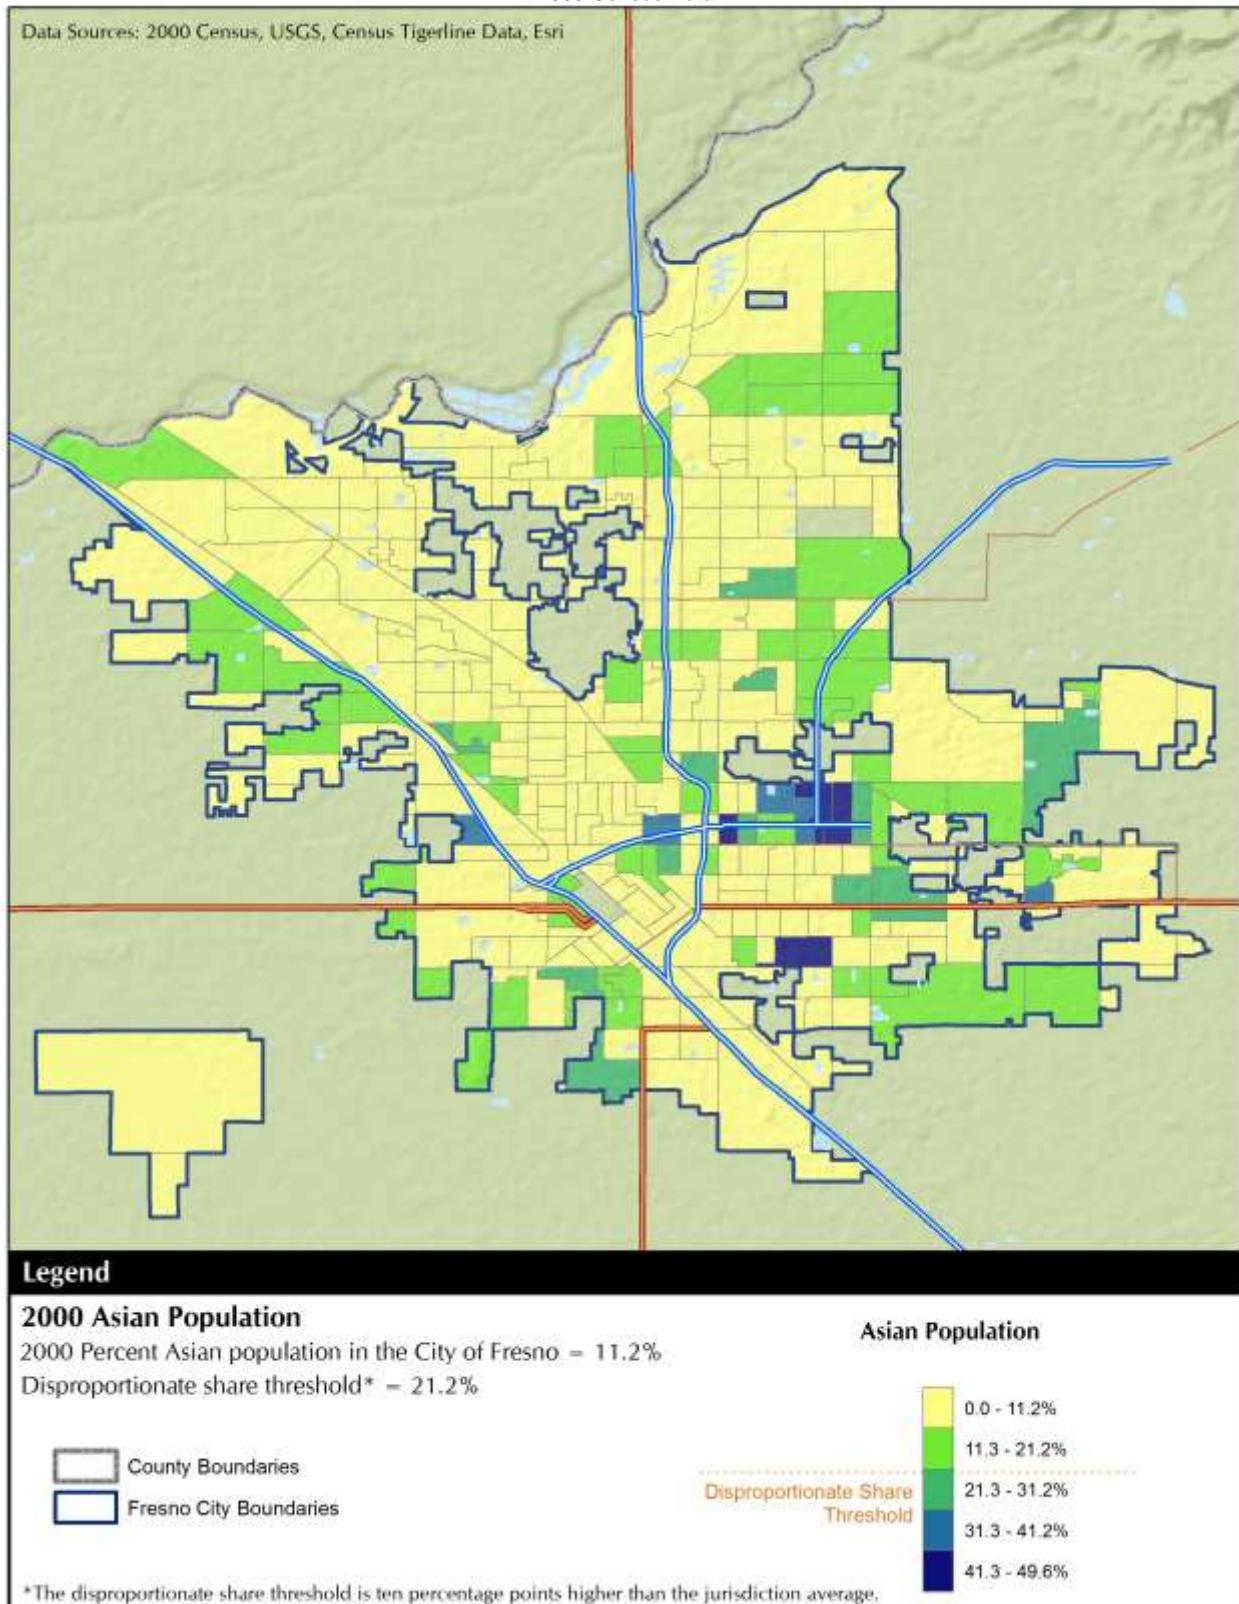 Data Sources: 2000 Census, USGS, Census Tigerline Data, Esri
Legend
2000 Asian Population
2000 Percent Asian population in the City of Fresno = 11.2%
Disproportionate share threshold* = 21.2%
County Boundaries
Fresno City Boundaries
Asian Population
0.0 - 11.2%
11.3 - 21.2%
Disproportionate Share
Threshold
21.3 - 31.2%
31.3 - 41.2%
41.3 - 49.6%
*The disproportionate share threshold is ten percentage points higher than the jurisdiction average.